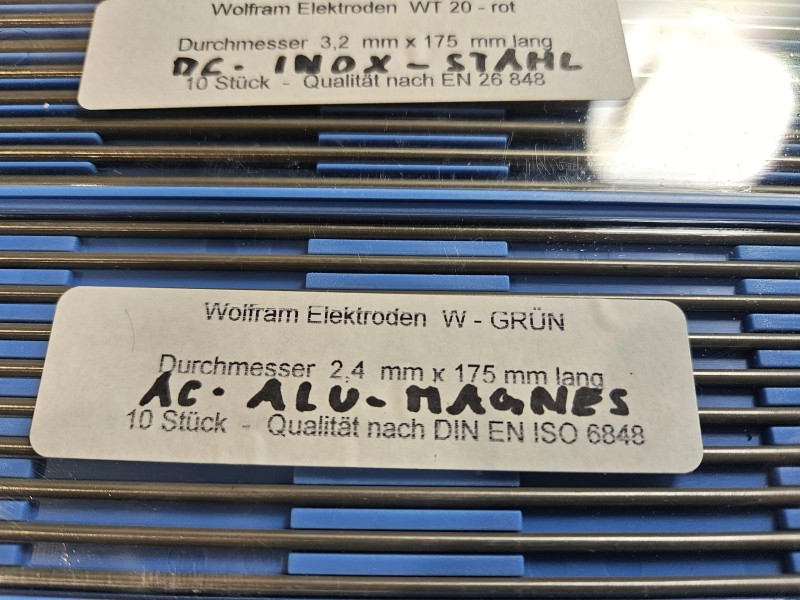 Wolfram Elektroden WT 20 - rot
Durchmesser 3,2 mm x 175 mm lang
DC - INOX - STAHL
10 Stück - Qualität nach EN 26 848
Wolfram Elektroden W - GRÜN
Durchmesser 2,4 mm x 175 mm lang
AC - ALU - MAGNES
10 Stück - Qualität nach DIN EN ISO 6848